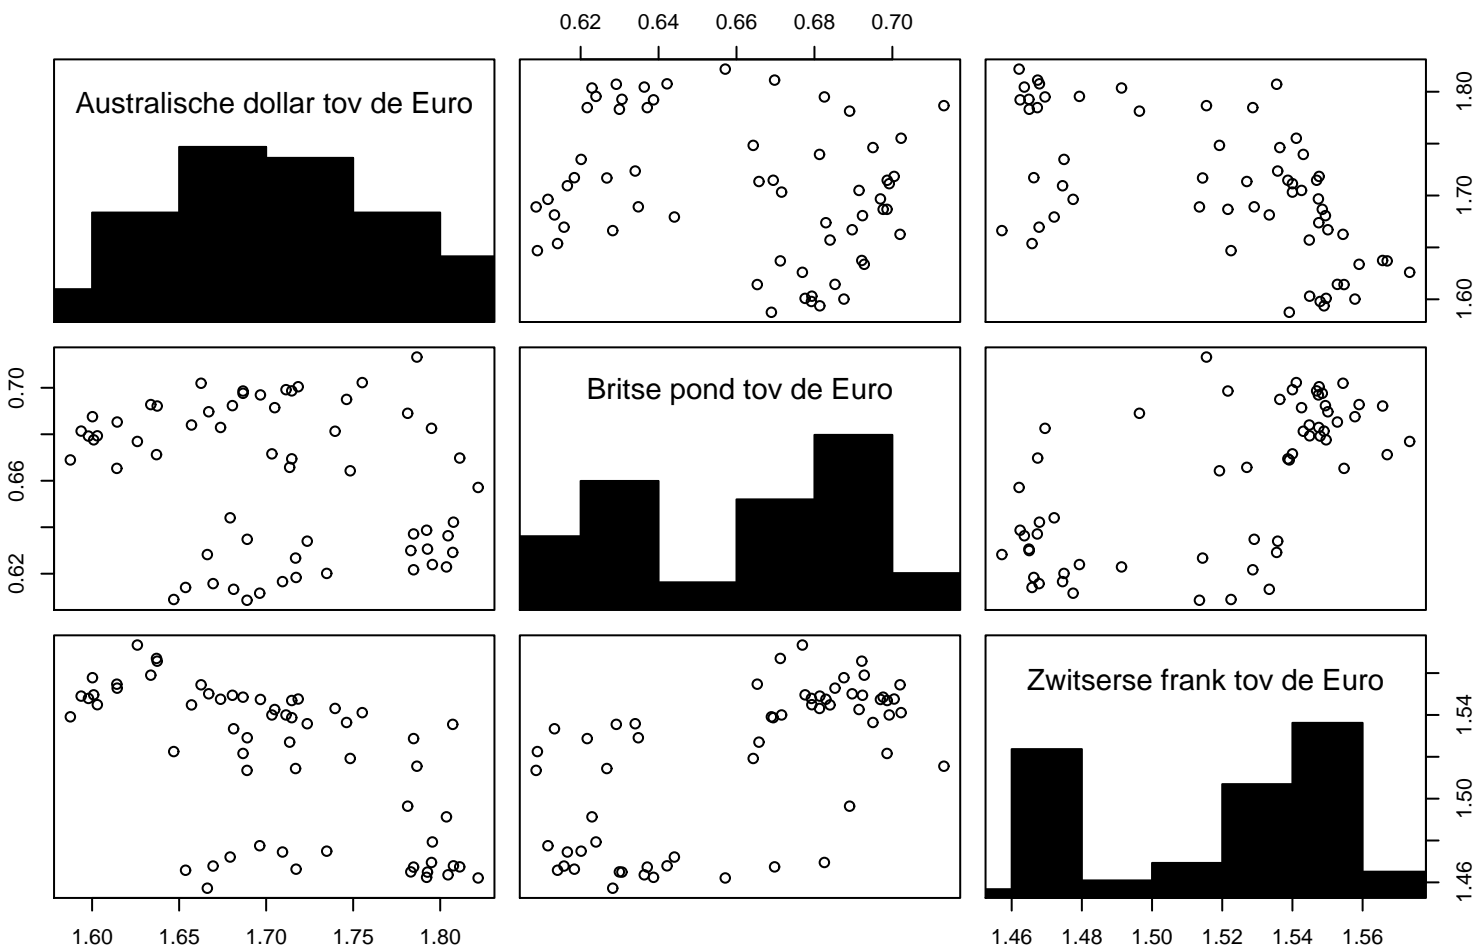 0.62 0.64 0.66 0.68 0.70
Australische dollar tov de Euro
1.60 1.70 1.80
0.62 0.66 0.70
Britse pond tov de Euro
Zwitserse frank tov de Euro
1.46 1.50 1.54
1.60 1.65 1.70 1.75 1.80
1.46 1.48 1.50 1.52 1.54 1.56